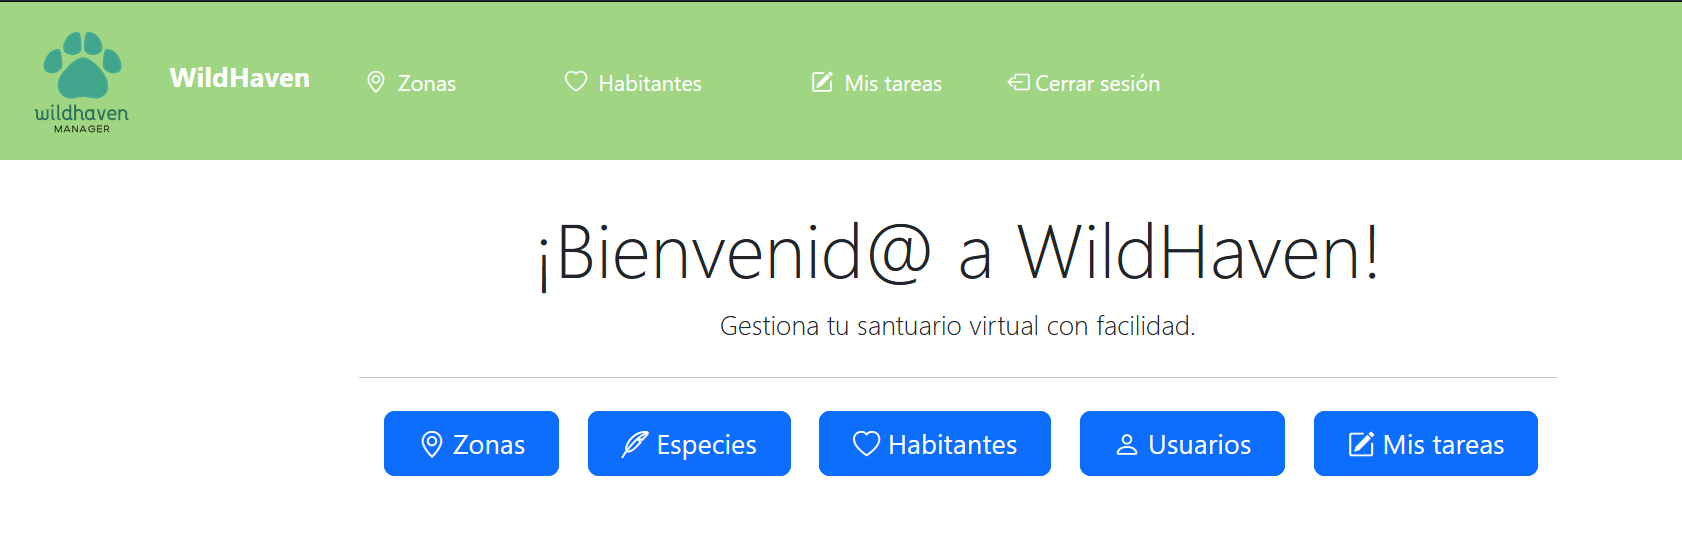 wildhaven
MANAGER
WildHaven
Zonas
Habitantes
Mis tareas
Cerrar sesión
¡Bienvenid@ a WildHaven!
Gestiona tu santuario virtual con facilidad.
Zonas
Especies
Habitantes
Usuarios
Mis tareas